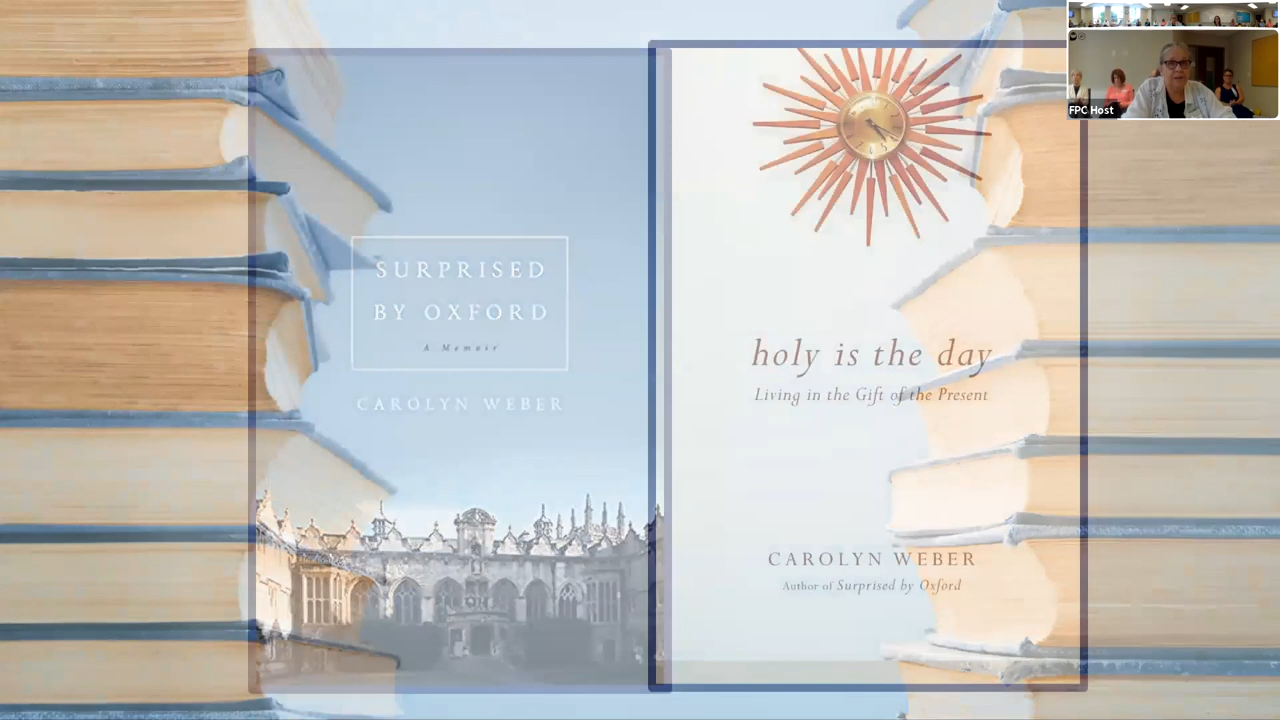 SURPRISED
BY OXFORD
A Memoir
CAROLYN WEBER
holy is the day
Living in the Gift of the Present
CAROLYN WEBER
Author of Surprised by Oxford
FPC Host